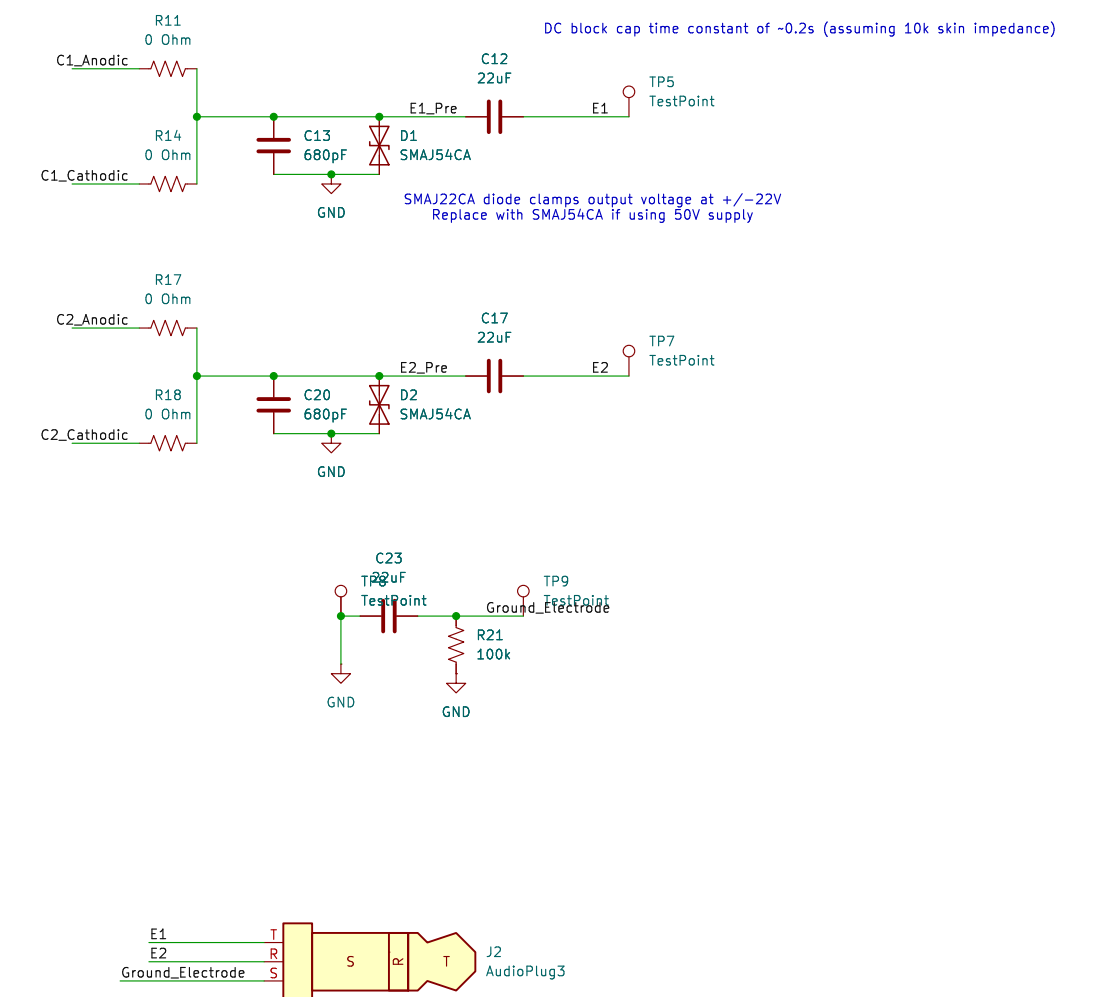 R11
0 Ohm
C1_Anodic
DC block cap time constant of ~0.2s (assuming 10k skin impedance)
C12
22uF
TP5
TestPoint
E1_Pre
E1
R14
0 Ohm
C1_Cathodic
C13
680pF
D1
SMAJ54CA
GND
SMAJ22CA diode clamps output voltage at +/-22V
Replace with SMAJ54CA if using 50V supply
R17
0 Ohm
C2_Anodic
C17
22uF
TP7
TestPoint
E2_Pre
E2
R18
0 Ohm
C2_Cathodic
C20
680pF
D2
SMAJ54CA
GND
C23
22uF
TP8
TestPoint
TP9
TestPoint
Ground_Electrode
R21
100k
GND
GND
E1
E2
Ground_Electrode
T
R
S
S
R
T
J2
AudioPlug3